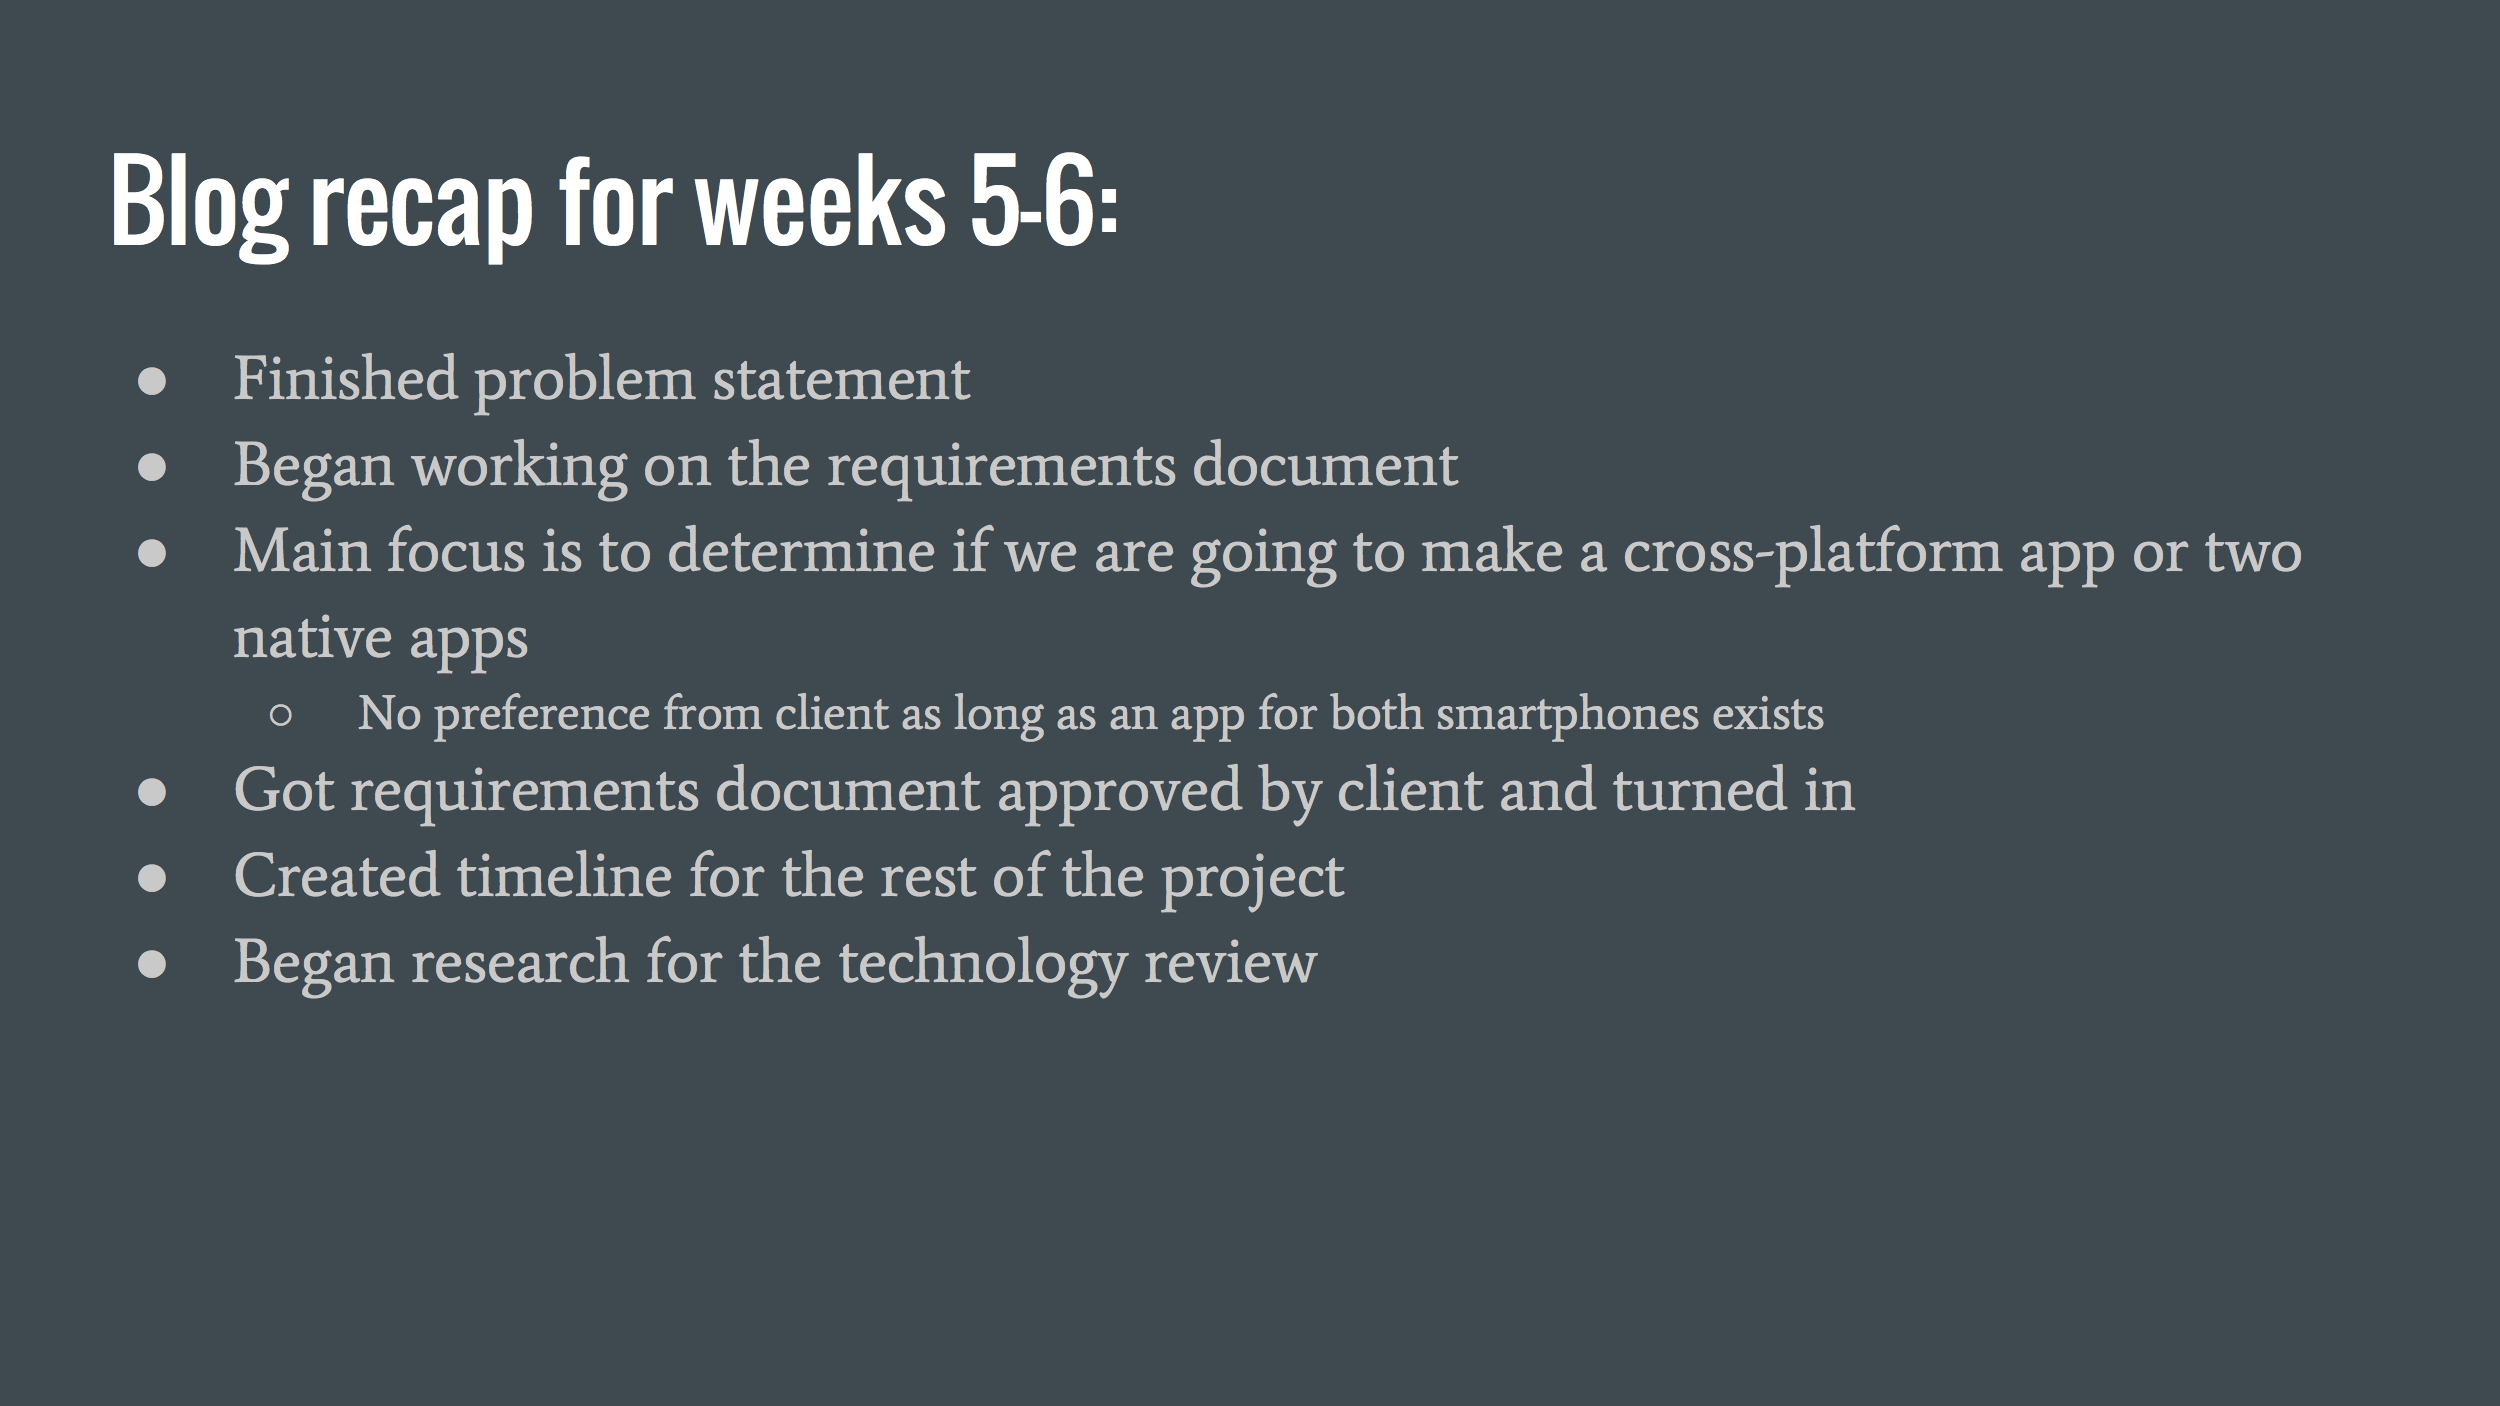 Blog recap for weeks 5-6:
● Finished problem statement
● Began working on the requirements document
● Main focus is to determine if we are going to make a cross-platform app or two
native apps
○ No preference from client as long as an app for both smartphones exists
● Got requirements document approved by client and turned in
● Created timeline for the rest of the project
● Began research for the technology review